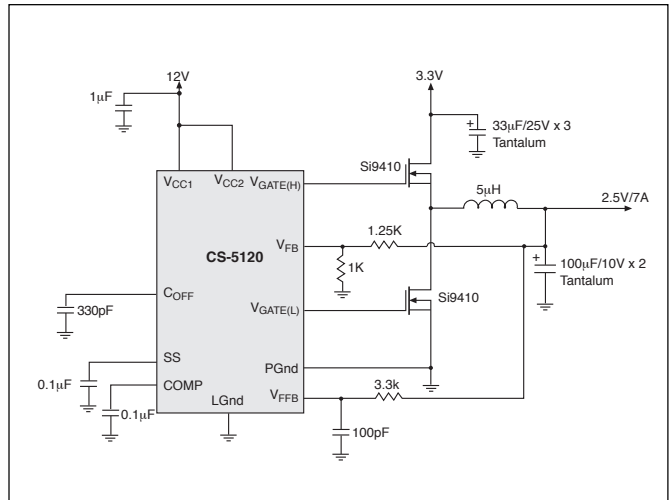 12V
3.3V
1µF
33µF/25V x 3
Tantalum
Si9410
VCC1
VCC2
VGATE(H)
5µH
2.5V/7A
1.25K
VFB
CS-5120
1K
100µF/10V x 2
Tantalum
COFF
330pF
VGATE(L)
Si9410
SS
PGnd
0.1µF
COMP
3.3k
LGnd
VFFB
0.1µF
100pF